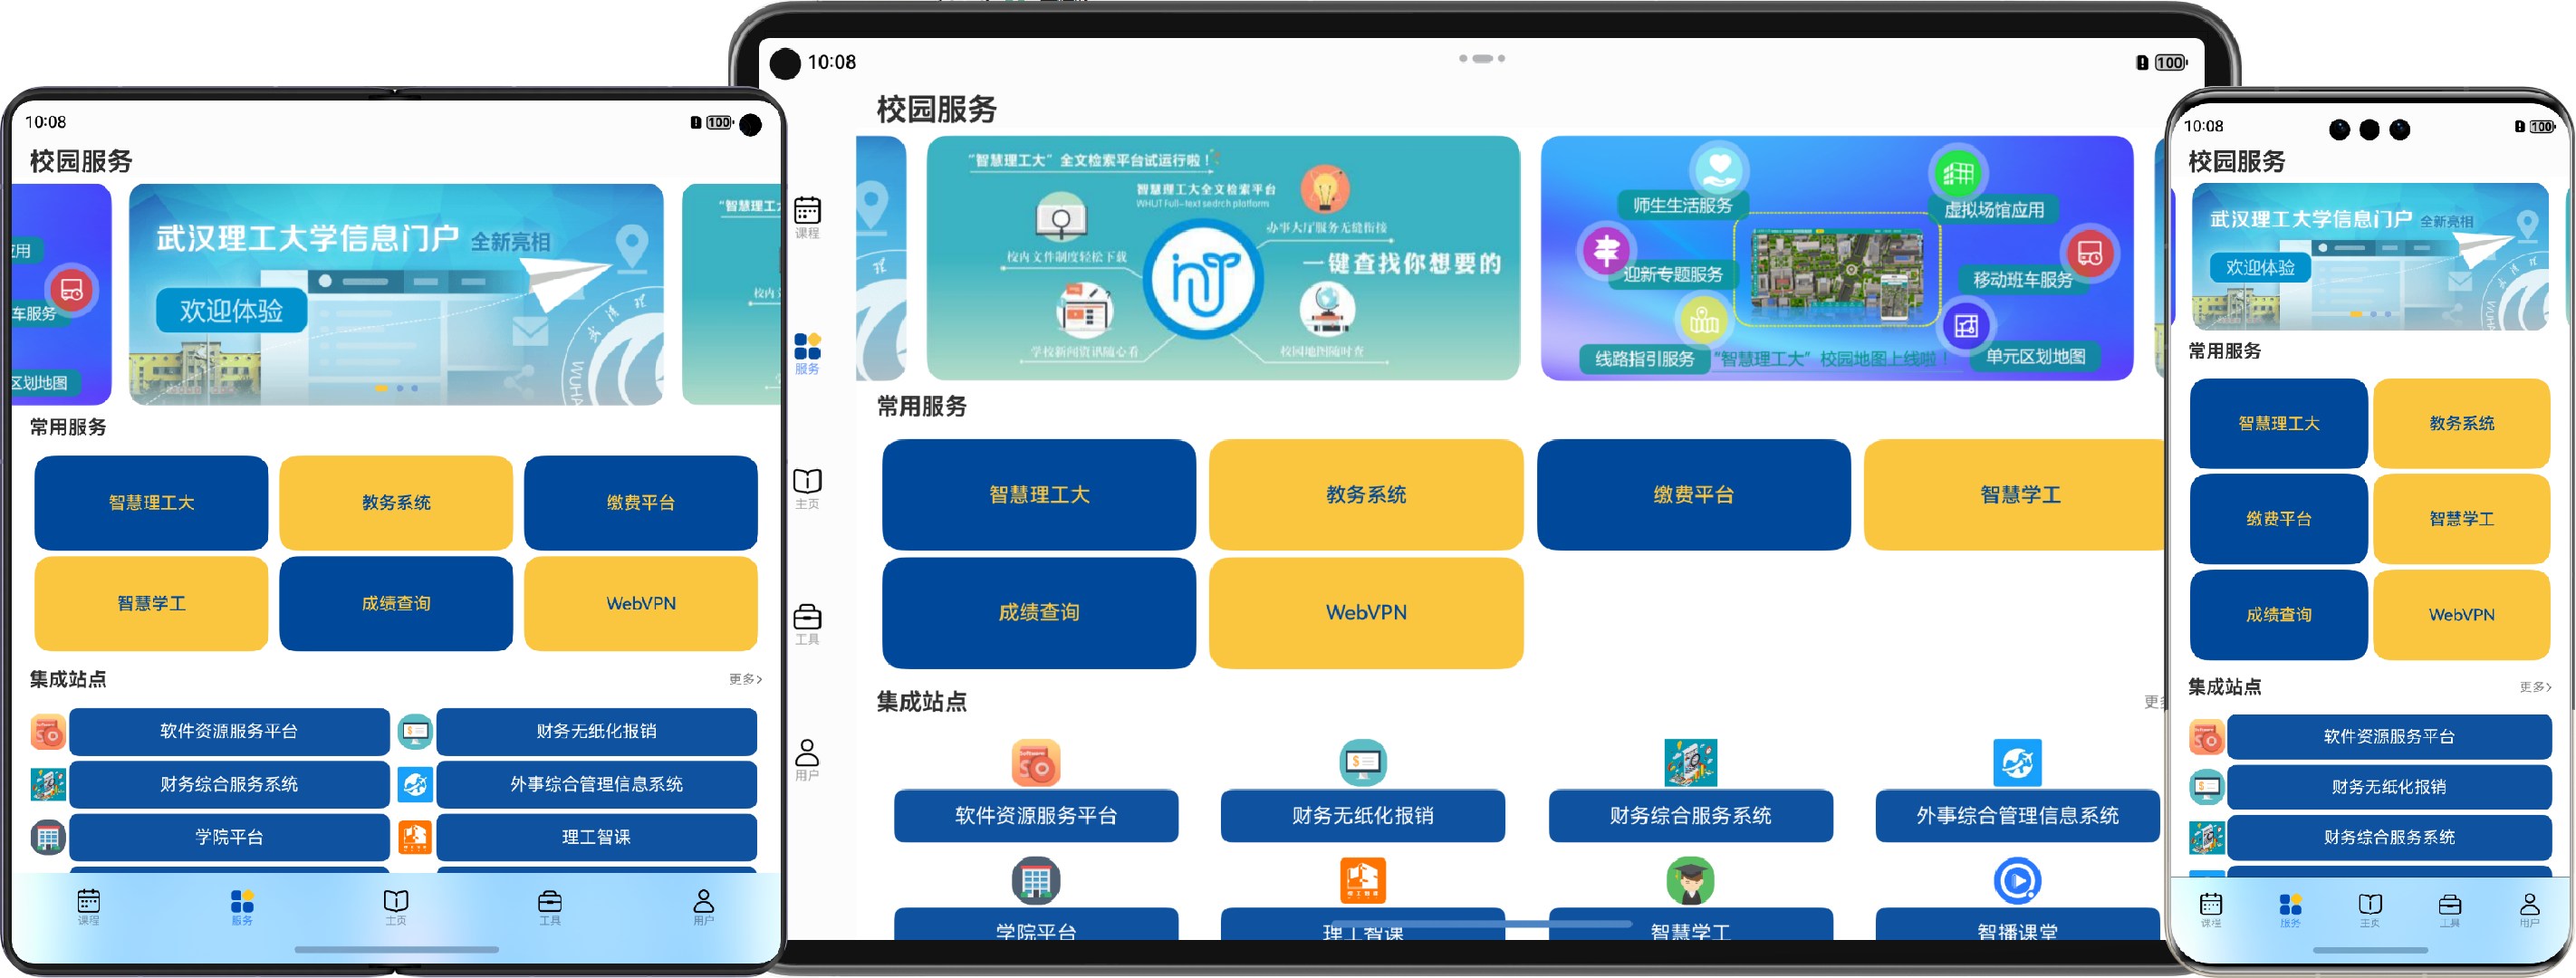 10:08
100
校园服务
用
车服务
区划地图
武汉理工大学信息门户 全新亮相
欢迎体验
WUHA
"智慧理工
校内
常用服务
智慧理工大
教务系统
缴费平台
智慧学工
成绩查询
WebVPN
集成站点
更多>
软件资源服务平台
财务无纸化报销
财务综合服务系统
外事综合管理信息系统
学院平台
理工智课
课程
服务
主页
工具
用户
10:08
100
课程
服务
主页
工具
用户
校园服务
"智慧理工大" 全文检索平台试运行啦！
智慧理工大全文检索平台
WHUT Full-text search platform
办事大厅服务无缝衔接
校内文件制度轻松下载
一键查找你想要的
学校新闻资讯随心看
校园地图随时查
师生生活服务
虚拟场馆应用
迎新专题服务
移动班车服务
线路指引服务
"智慧理工大" 校园地图上线啦！
单元区划地图
常用服务
智慧理工大
教务系统
缴费平台
智慧学工
成绩查询
WebVPN
集成站点
更
软件资源服务平台
财务无纸化报销
财务综合服务系统
外事综合管理信息系统
学院平台
理工智课
智慧学工
智播课堂
10:08
100
校园服务
武汉理工大学信息门户 全新亮相
欢迎体验
WUH
常用服务
智慧理工大
教务系统
缴费平台
智慧学工
成绩查询
WebVPN
集成站点
更多>
软件资源服务平台
财务无纸化报销
财务综合服务系统
课程
服务
主页
工具
用户